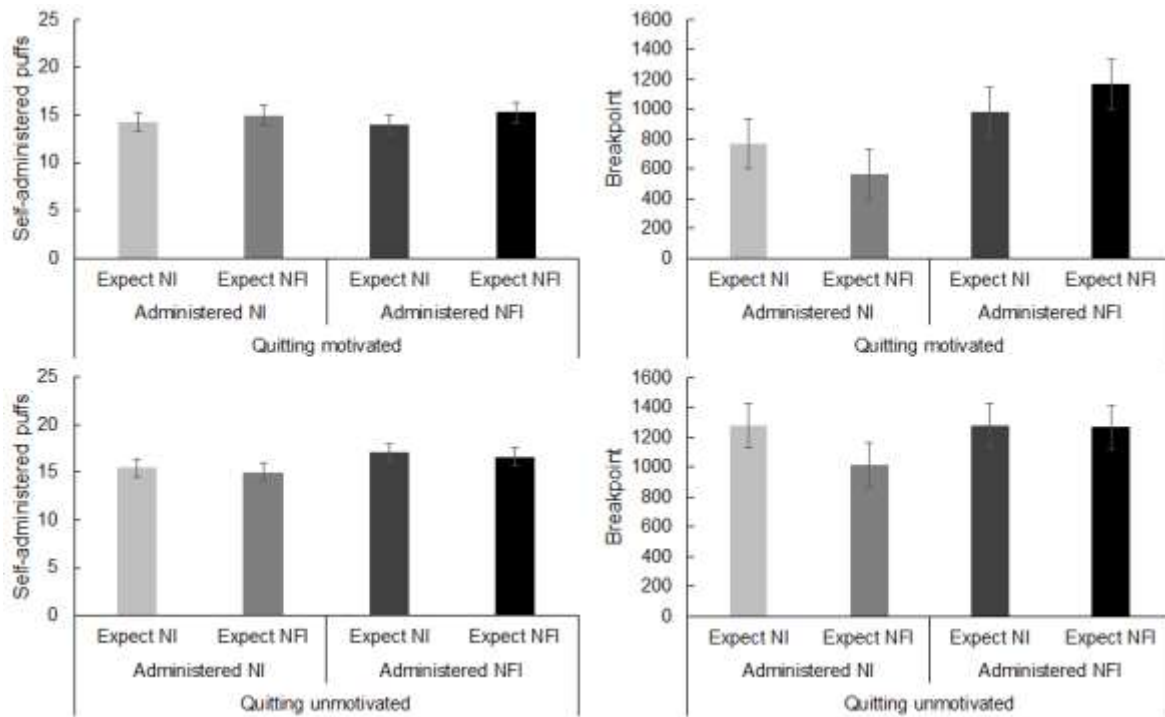 Self-administered puffs
25
20
15
10
5
0
Expect NI Expect NFI Expect NI Expect NFI
Administered NI Administered NFI
Quitting motivated
Breakpoint
1600
1400
1200
1000
800
600
400
200
0
Expect NI Expect NFI Expect NI Expect NFI
Administered NI Administered NFI
Quitting motivated
Self-administered puffs
25
20
15
10
5
0
Expect NI Expect NFI Expect NI Expect NFI
Administered NI Administered NFI
Quitting unmotivated
Breakpoint
1600
1400
1200
1000
800
600
400
200
0
Expect NI Expect NFI Expect NI Expect NFI
Administered NI Administered NFI
Quitting unmotivated